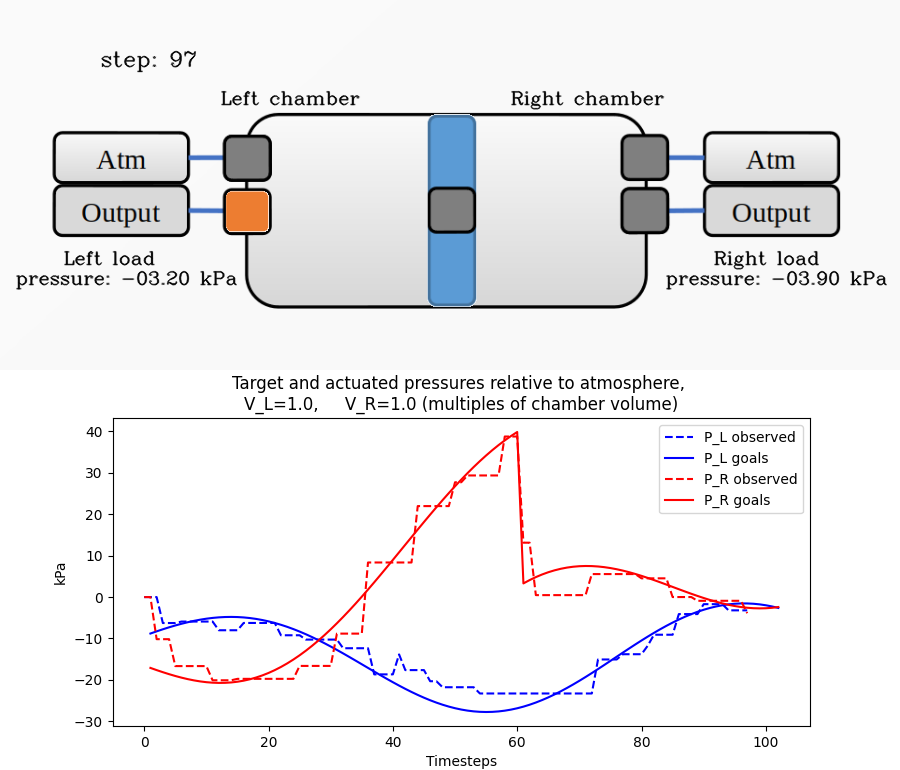 step: 97
Left chamber
Right chamber
Atm
Atm
Output
Output
Left load
pressure: -03.20 kPa
Right load
pressure: -03.90 kPa
Target and actuated pressures relative to atmosphere,
V_L=1.0, V_R=1.0 (multiples of chamber volume)
P_L observed
P_L goals
P_R observed
P_R goals
kPa
40
30
20
10
0
−10
−20
−30
0 20 40 60 80 100
Timesteps